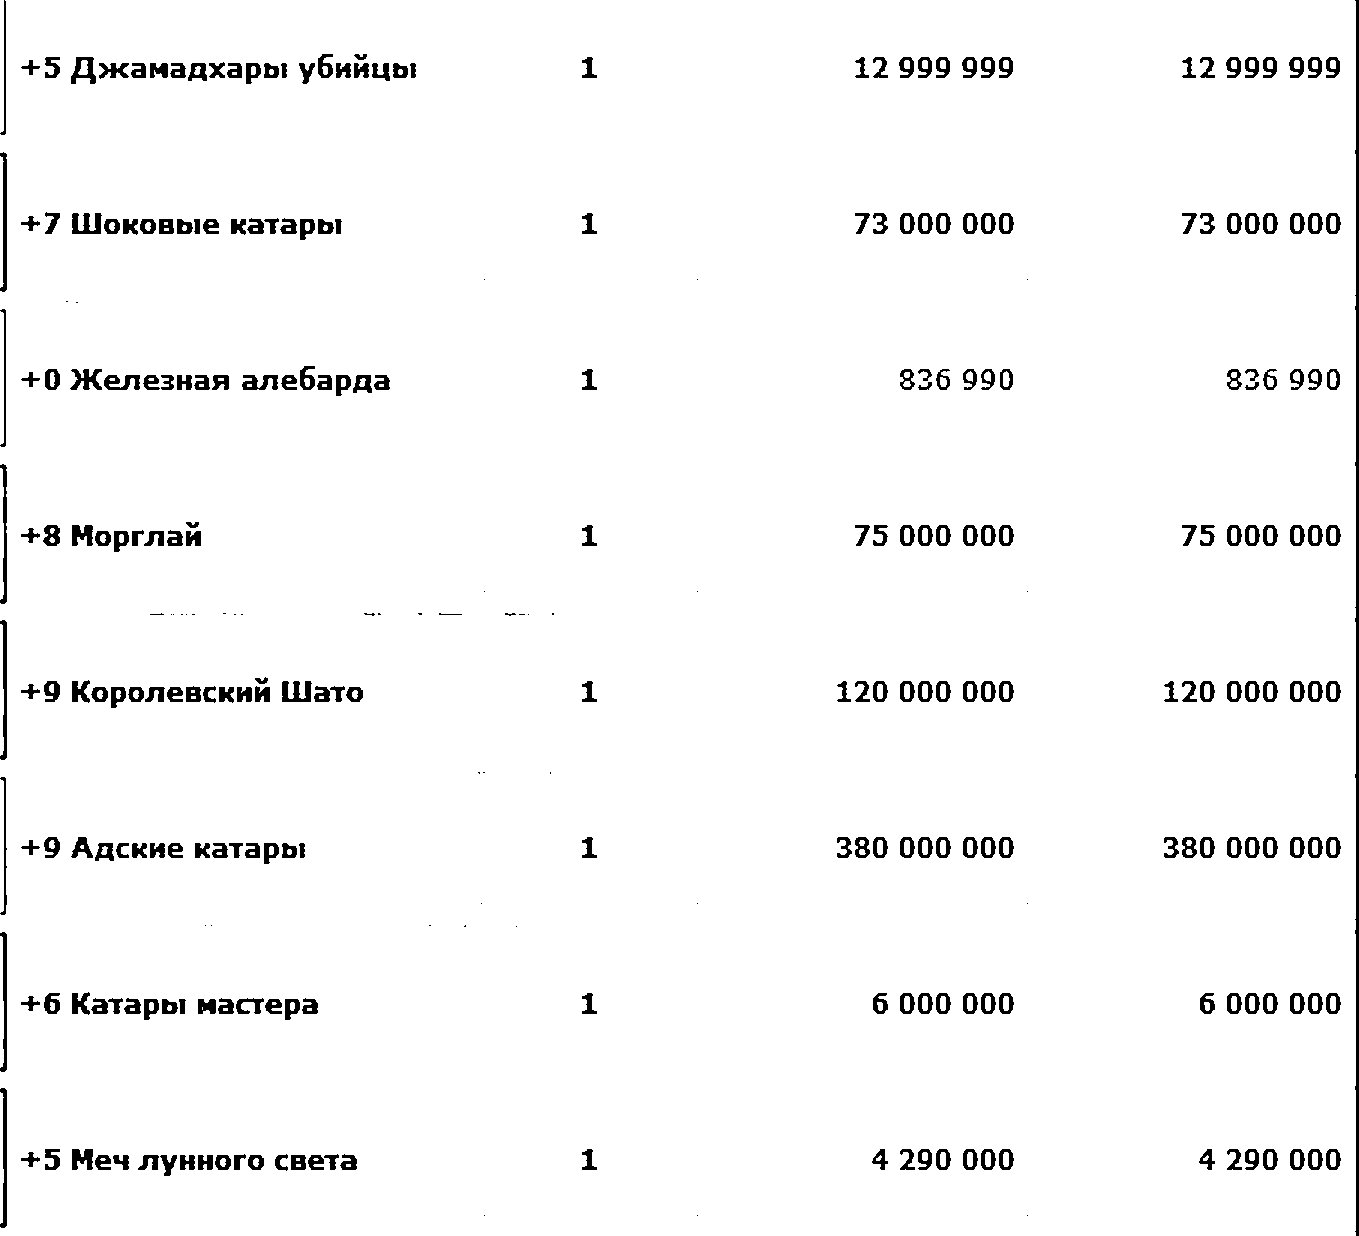 +5 Джамадхары убийцы 1 12 999 999 12 999 999
+7 Шоковые катары 1 73 000 000 73 000 000
+0 Железная алебарда 1 836 990 836 990
+8 Морглай 1 75 000 000 75 000 000
+9 Королевский Шато 1 120 000 000 120 000 000
+9 Адские катары 1 380 000 000 380 000 000
+6 Катары мастера 1 6 000 000 6 000 000
+5 Меч лунного света 1 4 290 000 4 290 000